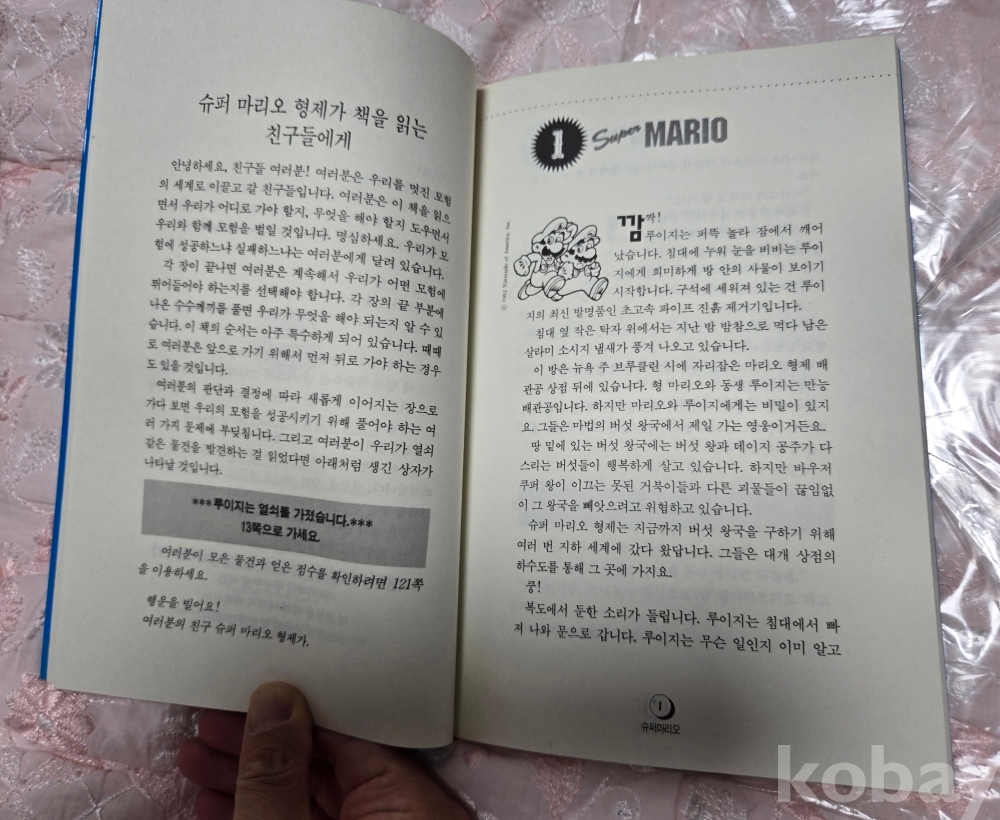 슈퍼 마리오 형제가 책을 읽는
친구들에게
안녕하세요, 친구들 여러분! 여러분은 우리를 멋진 모험
의 세계로 이끌고 갈 친구들입니다. 여러분은 이 책을 읽으
면서 우리가 어디로 가야 할지, 무엇을 해야 할지 도우면서
우리와 함께 모험을 벌일 것입니다. 명심하세요. 우리가 모
험에 성공하느냐 실패하느냐는 여러분에게 달려 있습니다.
각 장이 끝나면 여러분은 계속해서 우리가 어떤 모험에
뛰어들어야 하는지를 선택해야 합니다. 각 장의 끝 부분에
나온 수수께끼를 풀면 우리가 무엇을 해야 되는지 알 수 있
습니다. 이 책의 순서는 아주 특수하게 되어 있습니다. 때때
로 여러분은 앞으로 가기 위해서 먼저 뒤로 가야 하는 경우
도 있을 것입니다.
여러분의 판단과 결정에 따라 새롭게 이어지는 장으로
가다 보면 우리의 모험을 성공시키기 위해 풀어야 하는 여
러 가지 문제에 부딪칩니다. 그리고 여러분이 우리가 열쇠
같은 물건을 발견하는 걸 읽었다면 아래처럼 생긴 상자가
나타날 것입니다.
***루이지는 열쇠를 가졌습니다.***
13쪽으로 가세요.
여러분이 모은 물건과 얻은 점수를 확인하려면 121쪽
을 이용하세요.
행운을 빌어요!
여러분의 친구 슈퍼 마리오 형제가.
1 Super MARIO
© 1993 Nintendo of America, Inc.
깜짝!
루이지는 퍼뜩 놀라 잠에서 깨어
났습니다. 침대에 누워 눈을 비비는 루이
지에게 희미하게 방 안의 사물이 보이기
시작합니다. 구석에 세워져 있는 건 루이
지의 최신 발명품인 초고속 파이프 진흙 제거기입니다.
침대 옆 작은 탁자 위에서는 지난 밤 밤참으로 먹다 남은
살라미 소시지 냄새가 풍겨 나오고 있습니다.
이 방은 뉴욕 주 브루클린 시에 자리잡은 마리오 형제 배
관공 상점 뒤에 있습니다. 형 마리오와 동생 루이지는 만능
배관공입니다. 하지만 마리오와 루이지에게는 비밀이 있지
요. 그들은 마법의 버섯 왕국에서 제일 가는 영웅이거든요.
땅 밑에 있는 버섯 왕국에는 버섯 왕과 데이지 공주가 다
스리는 버섯들이 행복하게 살고 있습니다. 하지만 바우저
쿠퍼 왕이 이끄는 못된 거북이들과 다른 괴물들이 끊임없
이 그 왕국을 빼앗으려고 위협하고 있습니다.
슈퍼 마리오 형제는 지금까지 버섯 왕국을 구하기 위해
여러 번 지하 세계에 갔다 왔답니다. 그들은 대개 상점의
하수도를 통해 그 곳에 가지요.
쿵!
복도에서 둔한 소리가 들립니다. 루이지는 침대에서 빠
져 나와 문으로 갑니다. 루이지는 무슨 일인지 이미 알고
1
슈퍼마리오
koba